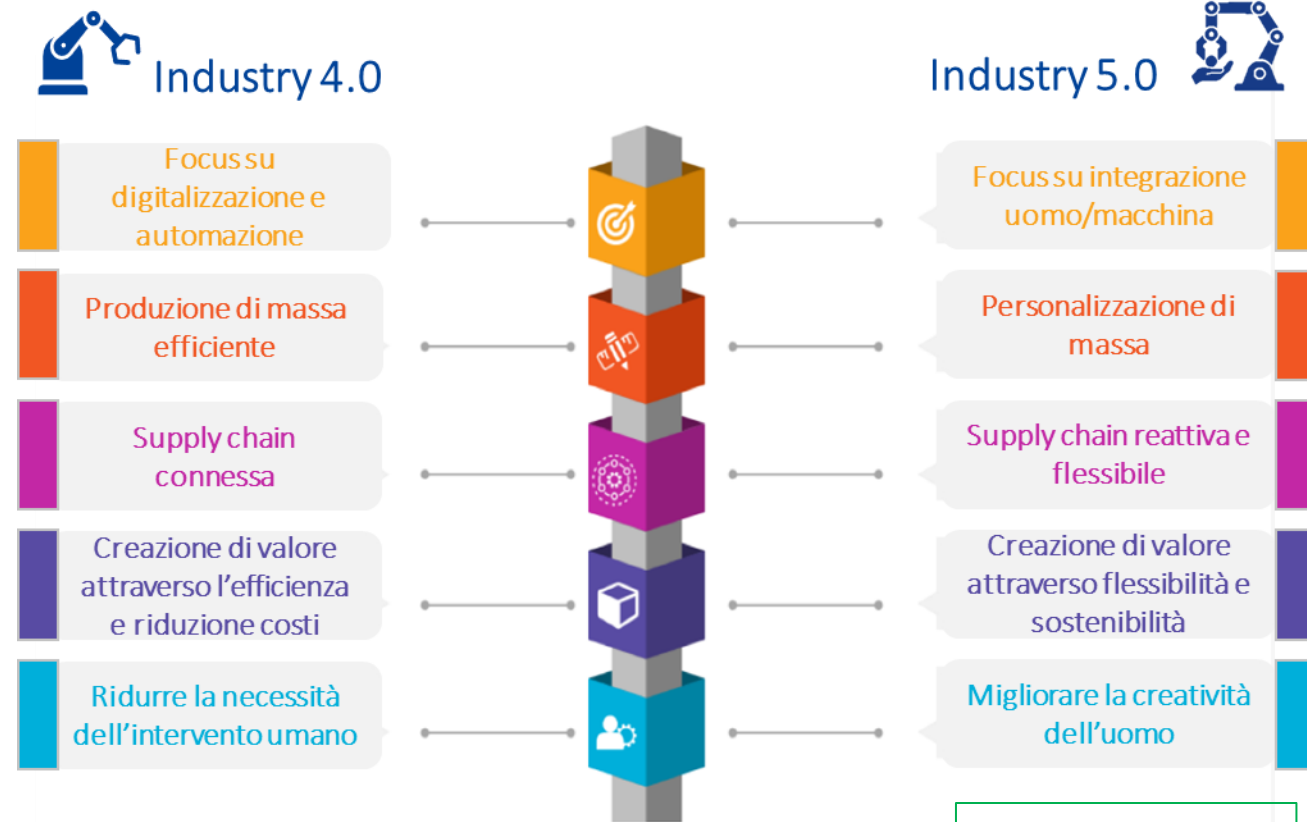 Industry 4.0
Focus su
digitalizzazione e
automazione
Produzione di massa
efficiente
Supply chain
connessa
Creazione di valore
attraverso l'efficienza
e riduzione costi
Ridurre la necessità
dell'intervento umano
Industry 5.0
Focus su integrazione
uomo/macchina
Personalizzazione di
massa
Supply chain reattiva e
flessibile
Creazione di valore
attraverso flessibilità e
sostenibilità
Migliorare la creatività
dell'uomo